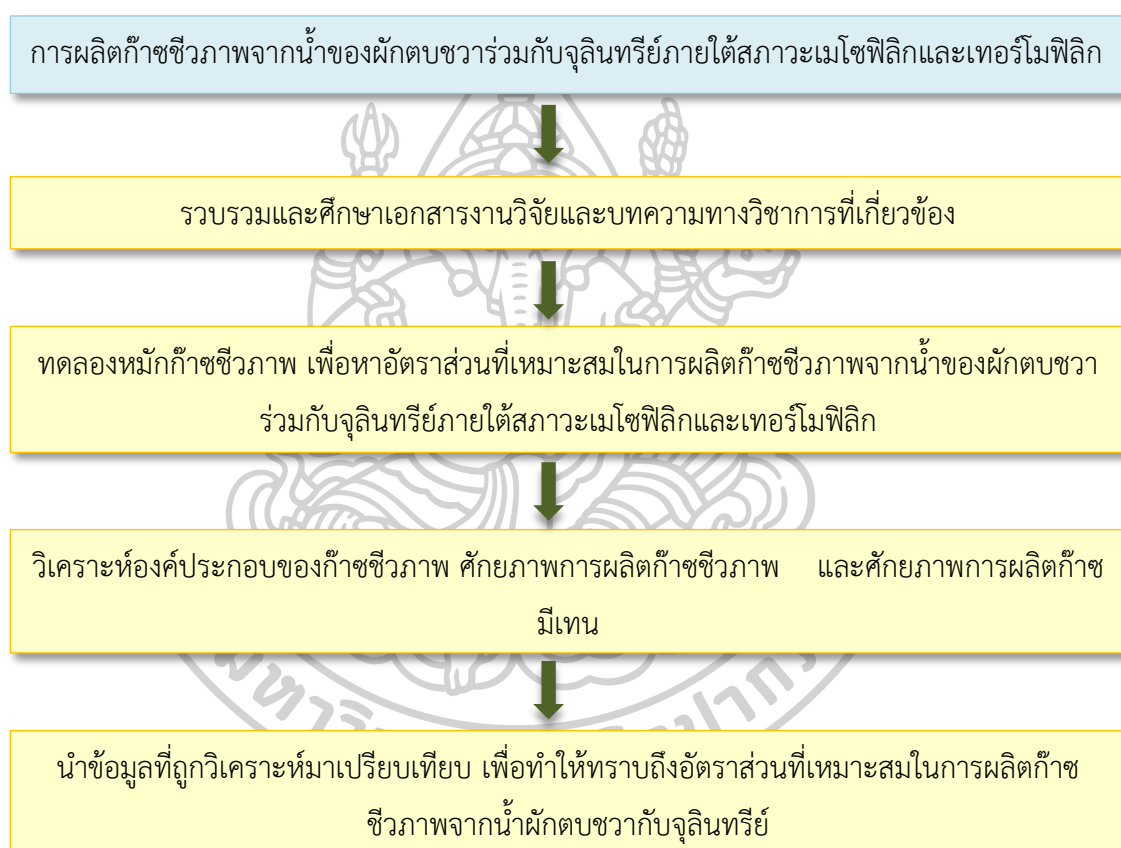 การผลิตก๊าซชีวภาพจากน้ำของผักตบชวาร่วมกับจุลินทรีย์ภายใต้สภาวะเมโซฟิลิกและเทอร์โมฟิลิก
รวบรวมและศึกษาเอกสารงานวิจัยและบทความทางวิชาการที่เกี่ยวข้อง
ทดลองหมักก๊าซชีวภาพ เพื่อหาอัตราส่วนที่เหมาะสมในการผลิตก๊าซชีวภาพจากน้ำของผักตบชวา
ร่วมกับจุลินทรีย์ภายใต้สภาวะเมโซฟิลิกและเทอร์โมฟิลิก
วิเคราะห์องค์ประกอบของก๊าซชีวภาพ ศักยภาพการผลิตก๊าซชีวภาพ และศักยภาพการผลิตก๊าซ
มีเทน
นำข้อมูลที่ถูกวิเคราะห์มาเปรียบเทียบ เพื่อทำให้ทราบถึงอัตราส่วนที่เหมาะสมในการผลิตก๊าซ
ชีวภาพจากน้ำผักตบชวากับจุลินทรีย์